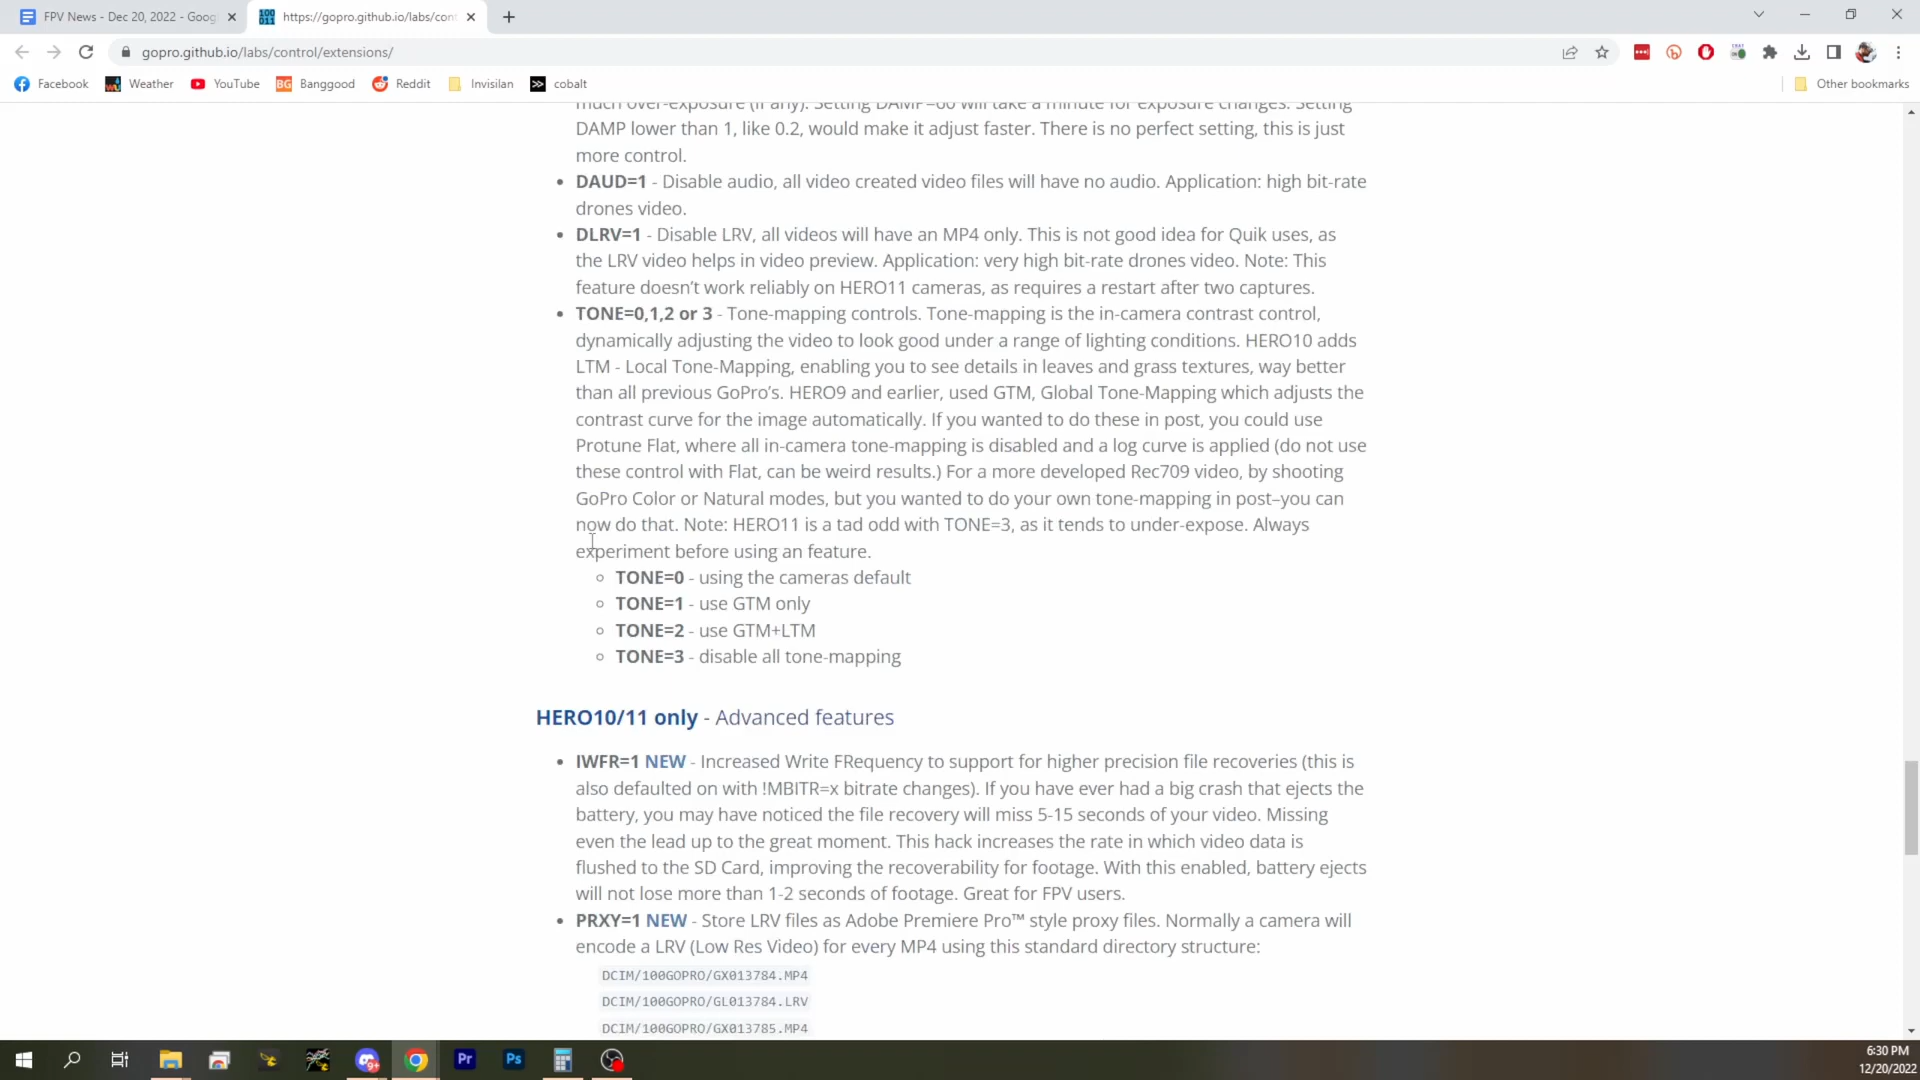 FPV News - Dec 20, 2022 - Goog
https://gopro.github.io/labs/cont
gopro.github.io/labs/control/extensions/
Facebook Weather YouTube Banggood Reddit Invisilan cobalt Other bookmarks
much over-exposure (if any). Setting DAMP=60 will take a minute for exposure changes. Setting
DAMP lower than 1, like 0.2, would make it adjust faster. There is no perfect setting, this is just
more control.
• DAUD=1 - Disable audio, all video created video files will have no audio. Application: high bit-rate
drones video.
• DLRV=1 - Disable LRV, all videos will have an MP4 only. This is not good idea for Quik uses, as
the LRV video helps in video preview. Application: very high bit-rate drones video. Note: This
feature doesn't work reliably on HERO11 cameras, as requires a restart after two captures.
• TONE=0,1,2 or 3 - Tone-mapping controls. Tone-mapping is the in-camera contrast control,
dynamically adjusting the video to look good under a range of lighting conditions. HERO10 adds
LTM - Local Tone-Mapping, enabling you to see details in leaves and grass textures, way better
than all previous GoPro's. HERO9 and earlier, used GTM, Global Tone-Mapping which adjusts the
contrast curve for the image automatically. If you wanted to do these in post, you could use
Protune Flat, where all in-camera tone-mapping is disabled and a log curve is applied (do not use
these control with Flat, can be weird results.) For a more developed Rec709 video, by shooting
GoPro Color or Natural modes, but you wanted to do your own tone-mapping in post–you can
now do that. Note: HERO11 is a tad odd with TONE=3, as it tends to under-expose. Always
experiment before using an feature.
◦ TONE=0 - using the cameras default
◦ TONE=1 - use GTM only
◦ TONE=2 - use GTM+LTM
◦ TONE=3 - disable all tone-mapping
HERO10/11 only - Advanced features
• IWFR=1 NEW - Increased Write FRequency to support for higher precision file recoveries (this is
also defaulted on with !MBITR=x bitrate changes). If you have ever had a big crash that ejects the
battery, you may have noticed the file recovery will miss 5-15 seconds of your video. Missing
even the lead up to the great moment. This hack increases the rate in which video data is
flushed to the SD Card, improving the recoverability for footage. With this enabled, battery ejects
will not lose more than 1-2 seconds of footage. Great for FPV users.
• PRXY=1 NEW - Store LRV files as Adobe Premiere Pro™ style proxy files. Normally a camera will
encode a LRV (Low Res Video) for every MP4 using this standard directory structure:
DCIM/100GOPRO/GX013784.MP4
DCIM/100GOPRO/GL013784.LRV
DCIM/100GOPRO/GX013785.MP4
9+ Pr Ps
6:30 PM
12/20/2022